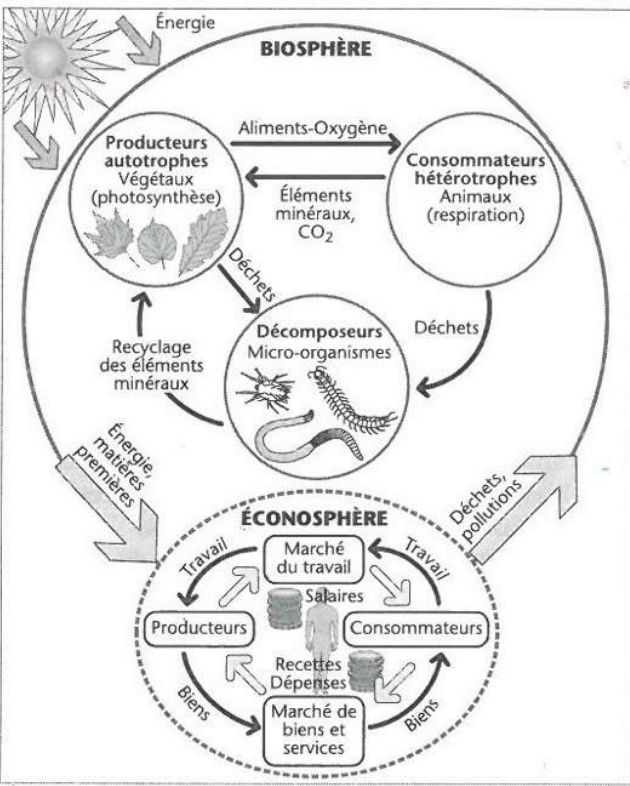 Énergie
BIOSPHÈRE
Producteurs
autotrophes
Végétaux
(photosynthèse)
Aliments-Oxygène
Éléments
minéraux,
CO2
Consommateurs
hétérotrophes
Animaux
(respiration)
Déchets
Déchets
Décomposeurs
Micro-organismes
Recyclage
des éléments
minéraux
Énergie,
matières
premières
Déchets,
pollutions
ÉCONOSPHÈRE
Travail
Marché
du travail
Travail
Salaires
Producteurs
Consommateurs
Recettes
Dépenses
Biens
Marché de
biens et
services
Biens